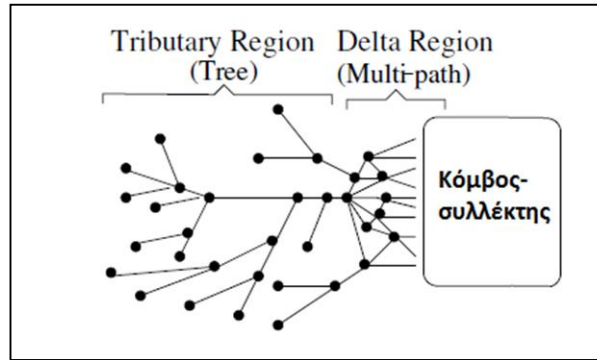 Tributary Region
(Tree)
Delta Region
(Multi-path)
Κόμβος-
συλλέκτης